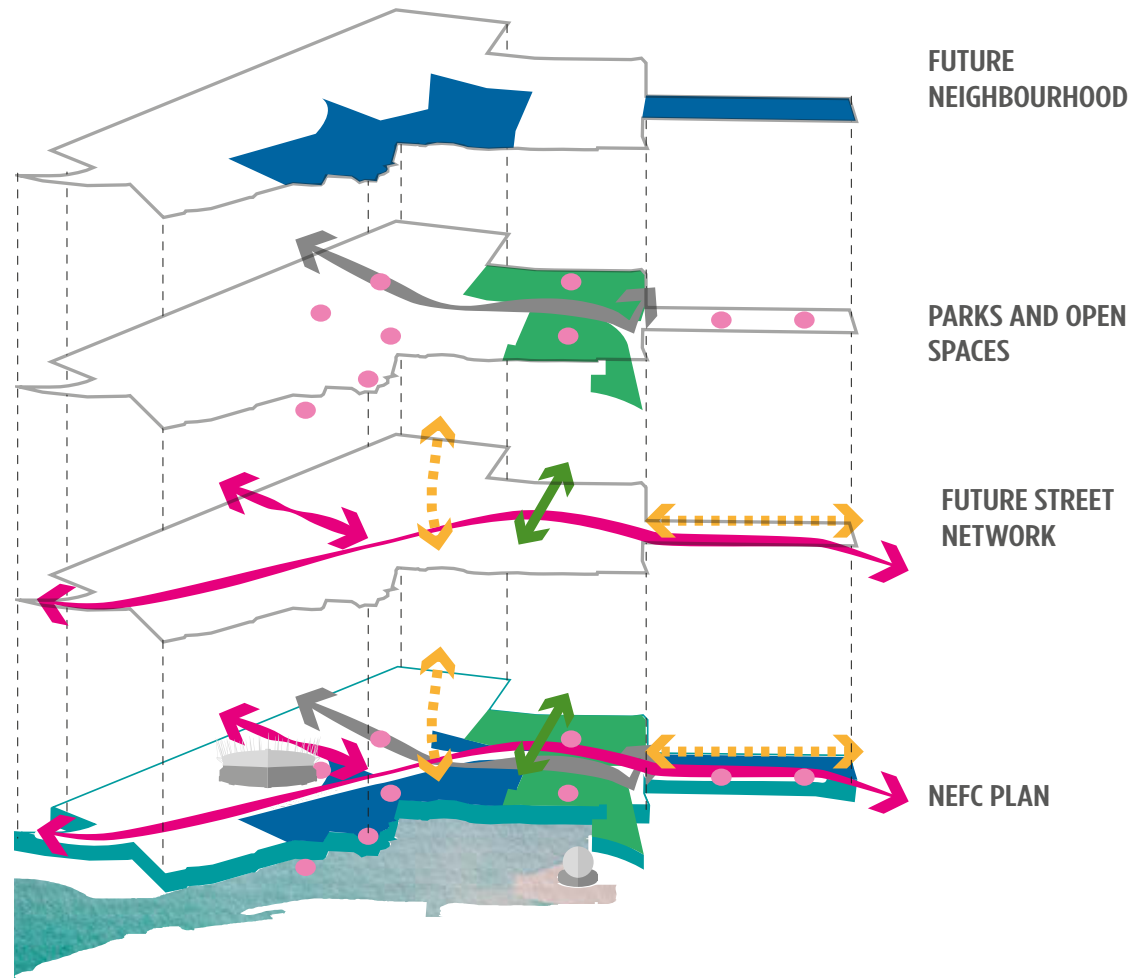 FUTURE
NEIGHBOURHOOD
PARKS AND OPEN
SPACES
FUTURE STREET
NETWORK
NEFC PLAN